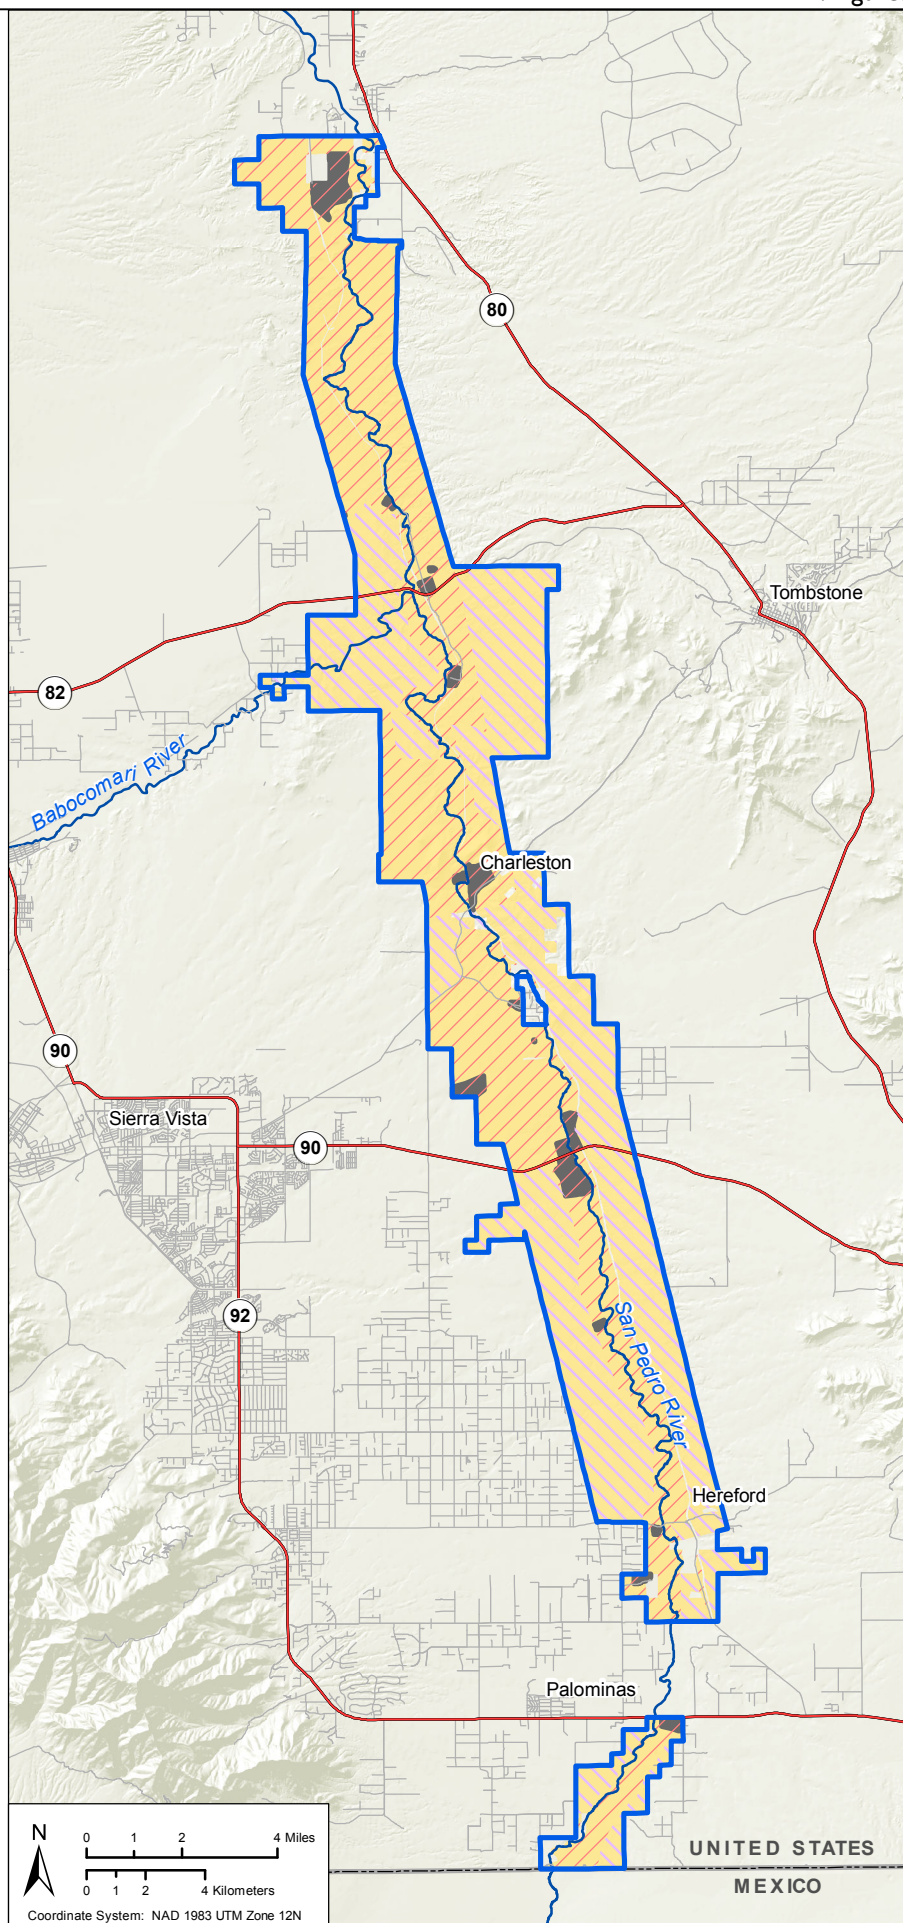 80
Tombstone
82
Babocomari River
Charleston
90
Sierra Vista
90
92
San Pedro River
Hereford
Palominas
UNITED STATES
MEXICO
N
0 1 2 4 Miles
0 1 2 4 Kilometers
Coordinate System: NAD 1983 UTM Zone 12N